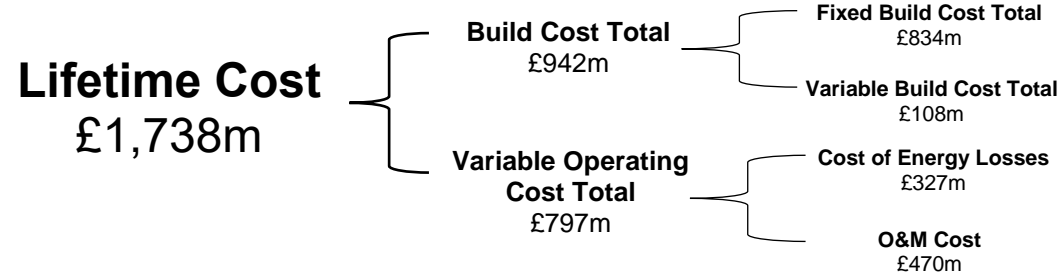 Lifetime Cost
£1,738m
Build Cost Total
£942m
Fixed Build Cost Total
£834m
Variable Build Cost Total
£108m
Variable Operating
Cost Total
£797m
Cost of Energy Losses
£327m
O&M Cost
£470m